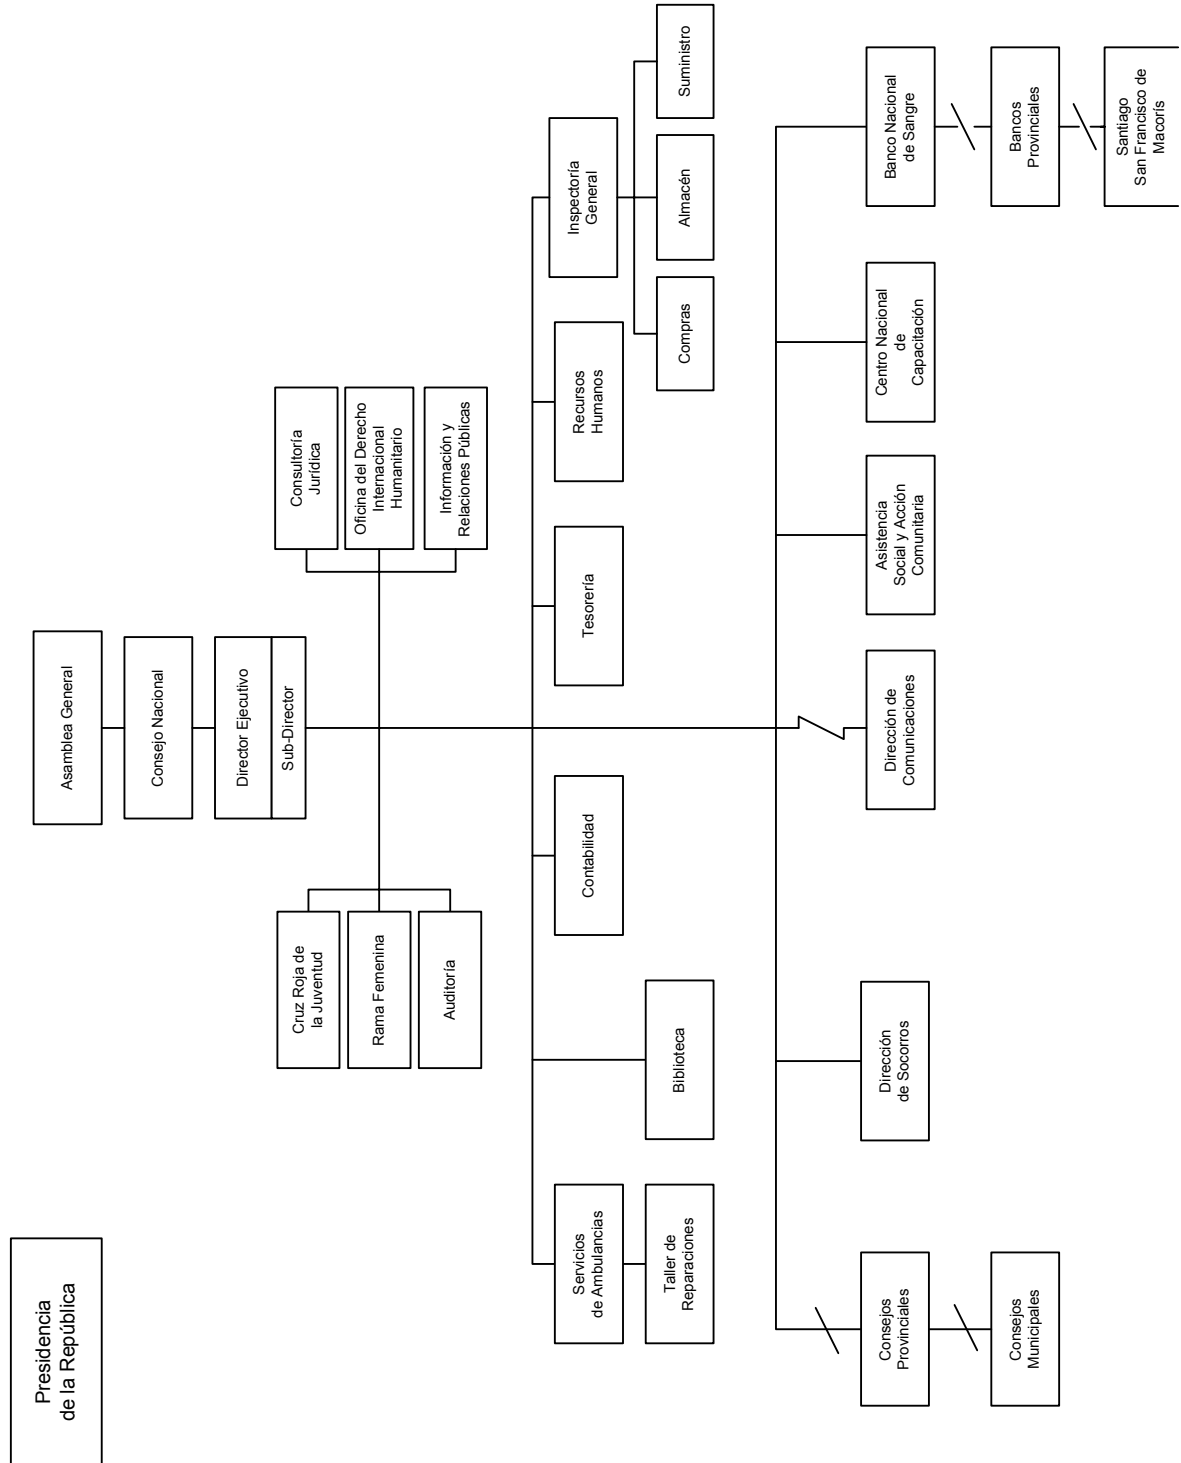 Presidencia
de la República
Asamblea General
Consejo Nacional
Director Ejecutivo
Sub-Director
Cruz Roja de
la Juventud
Rama Femenina
Auditoría
Consultoría
Jurídica
Oficina del Derecho
Internacional
Humanitario
Información y
Relaciones Públicas
Servicios
de Ambulancias
Taller de
Reparaciones
Biblioteca
Contabilidad
Tesorería
Recursos
Humanos
Inspectoría
General
Compras
Almacén
Suministro
Consejos
Provinciales
Consejos
Municipales
Dirección
de Socorros
Dirección de
Comunicaciones
Asistencia
Social y Acción
Comunitaria
Centro Nacional
de
Capacitación
Banco Nacional
de Sangre
Bancos
Provinciales
Santiago
San Francisco de
Macorís